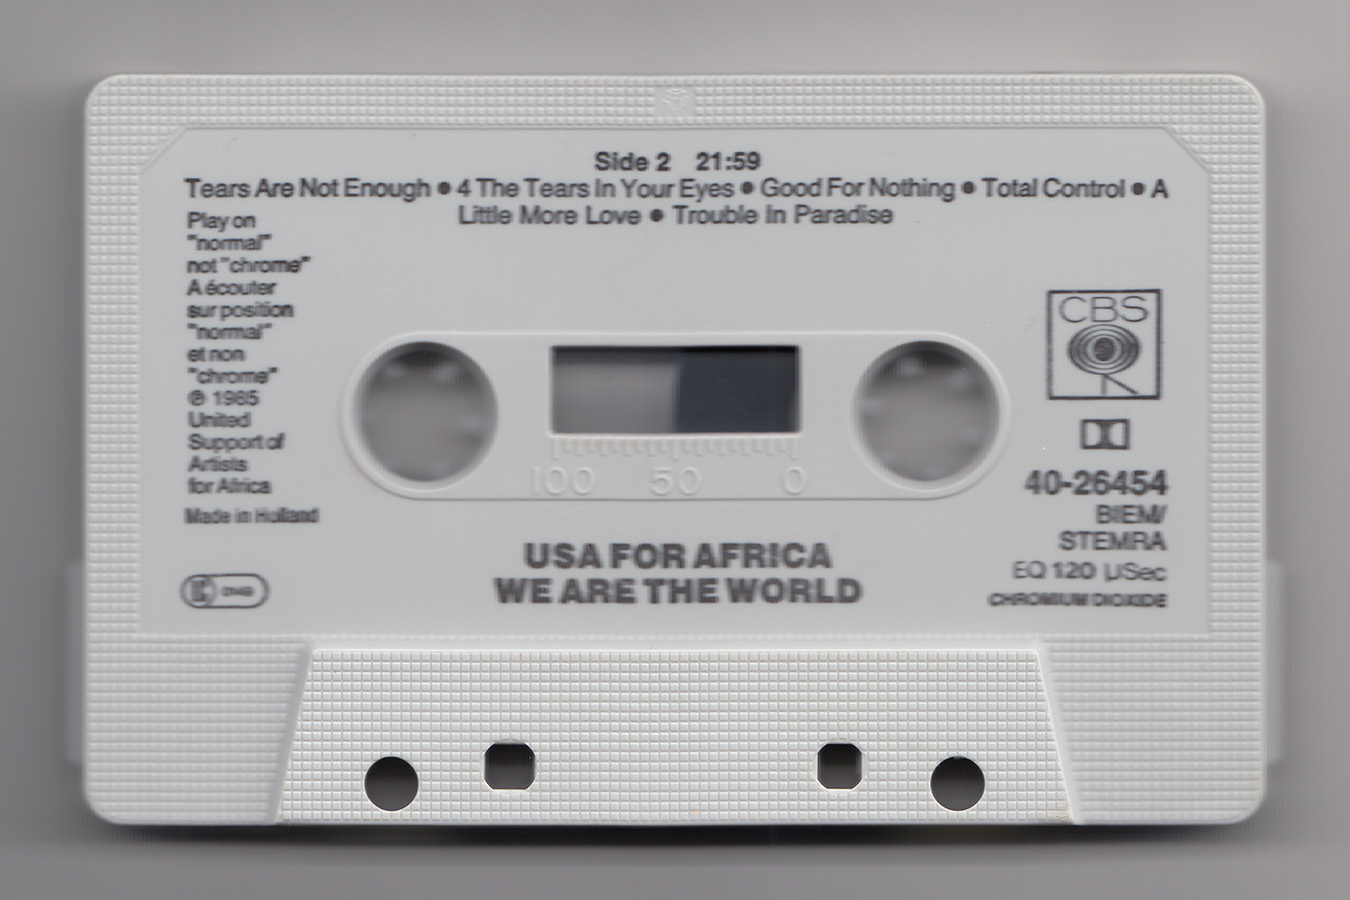 Side 2 21:59
Tears Are Not Enough • 4 The Tears In Your Eyes • Good For Nothing • Total Control • A
Little More Love • Trouble In Paradise
Play on
"normal"
not "chrome"
A écouter
sur position
"normal"
et non
"chrome"
℗ 1985
United
Support of
Artists
for Africa
Made in Holland
CBS
40-26454
BIEM/
STEMRA
EQ 120 µSec
CHROMIUM DIOXIDE
100 50 0
USA FOR AFRICA
WE ARE THE WORLD